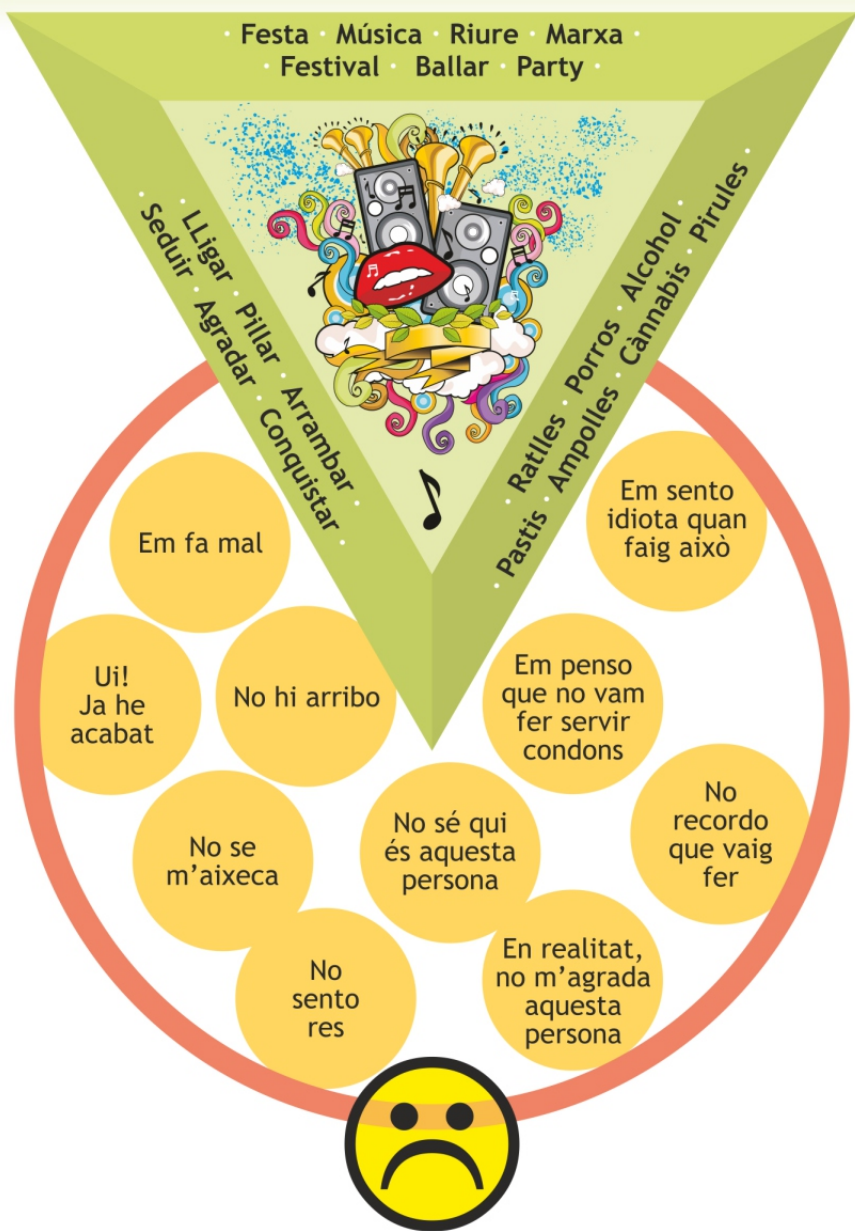 · Festa · Música · Riure · Marxa ·
· Festival · Ballar · Party ·
· LLigar · Pillar · Arrambar ·
· Seduir · Agradar · Conquistar ·
· Ratlles · Porros · Alcohol ·
· Pastis · Ampolles · Cànnabis · Pirules ·
Em sento
idiota quan
faig això
Em fa mal
Ui!
Ja he
acabat
No hi arribo
Em penso
que no vam
fer servir
condons
No se
m’aixeca
No sé qui
és aquesta
persona
No
recordo
que vaig
fer
No
sento
res
En realitat,
no m’agrada
aquesta
persona